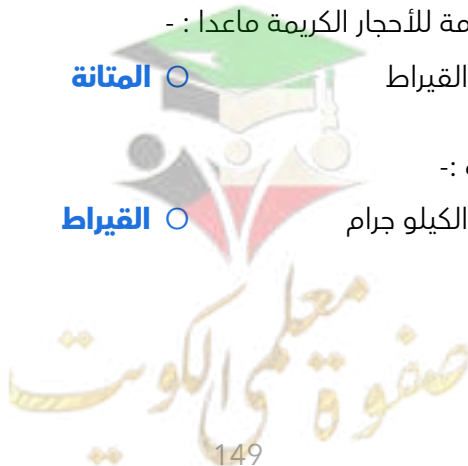 مة للأحجار الكريمة ماعدا : -
القيراط ○ المتانة
ة :-
الكيلو جرام ○ القيراط
صفوة معلمي الكويت
149